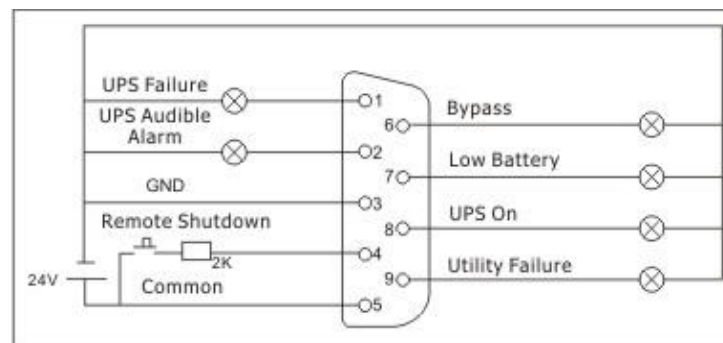 UPS Failure
UPS Audible
Alarm
GND
Remote Shutdown
2K
24V
Common
1
2
3
4
5
6
7
8
9
Bypass
Low Battery
UPS On
Utility Failure